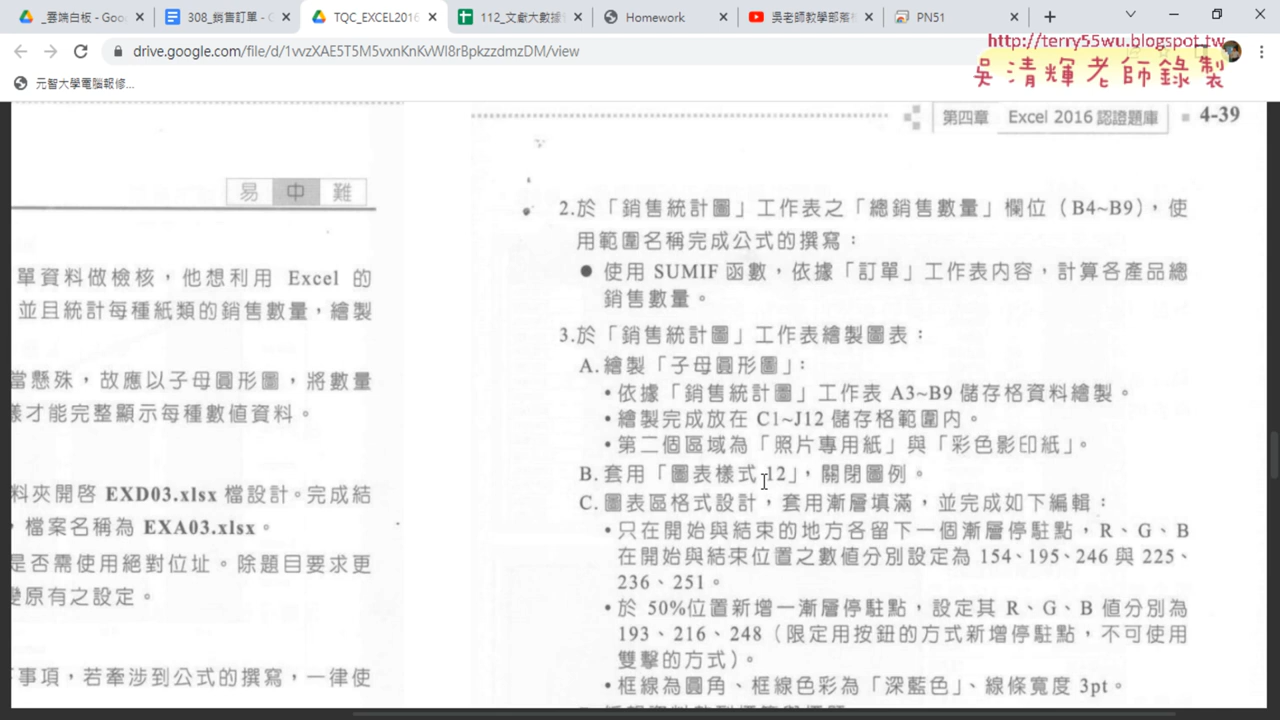 _雲端白板 - Goo
308_銷售訂單 - G
TQC_EXCEL2016
112_文獻大數據
Homework
吳老師教學部落格
PN51
drive.google.com/file/d/1vvzXAE5T5M5vxnKnKvWl8rBpkzzdmzDM/view
http://terry55wu.blogspot.tw
吳清輝老師錄製
元智大學電腦報修...
第四章 Excel 2016 認證題庫 4-39
易 中 難
單資料做檢核，他想利用 Excel 的
並且統計每種紙類的銷售數量，繪製
當懸殊，故應以子母圓形圖，將數量
樣才能完整顯示每種數值資料。
料夾開啓 EXD03.xlsx 檔設計。完成結
，檔案名稱為 EXA03.xlsx。
是否需使用絕對位址。除題目要求更
變原有之設定。
事項，若牽涉到公式的撰寫，一律使
2.於「銷售統計圖」工作表之「總銷售數量」欄位（B4~B9），使
用範圍名稱完成公式的撰寫：
● 使用 SUMIF 函數，依據「訂單」工作表內容，計算各產品總
銷售數量。
3.於「銷售統計圖」工作表繪製圖表：
A.繪製「子母圓形圖」：
•依據「銷售統計圖」工作表 A3~B9 儲存格資料繪製。
•繪製完成放在 C1~J12 儲存格範圍內。
•第二個區域為「照片專用紙」與「彩色影印紙」。
B.套用「圖表樣式 12」，關閉圖例。
C.圖表區格式設計，套用漸層填滿，並完成如下編輯：
•只在開始與結束的地方各留下一個漸層停駐點，R、G、B
在開始與結束位置之數值分別設定為 154、195、246 與 225、
236、251。
•於 50%位置新增一漸層停駐點，設定其 R、G、B 值分別為
193、216、248（限定用按鈕的方式新增停駐點，不可使用
雙擊的方式）。
•框線為圓角、框線色彩為「深藍色」、線條寬度 3pt。